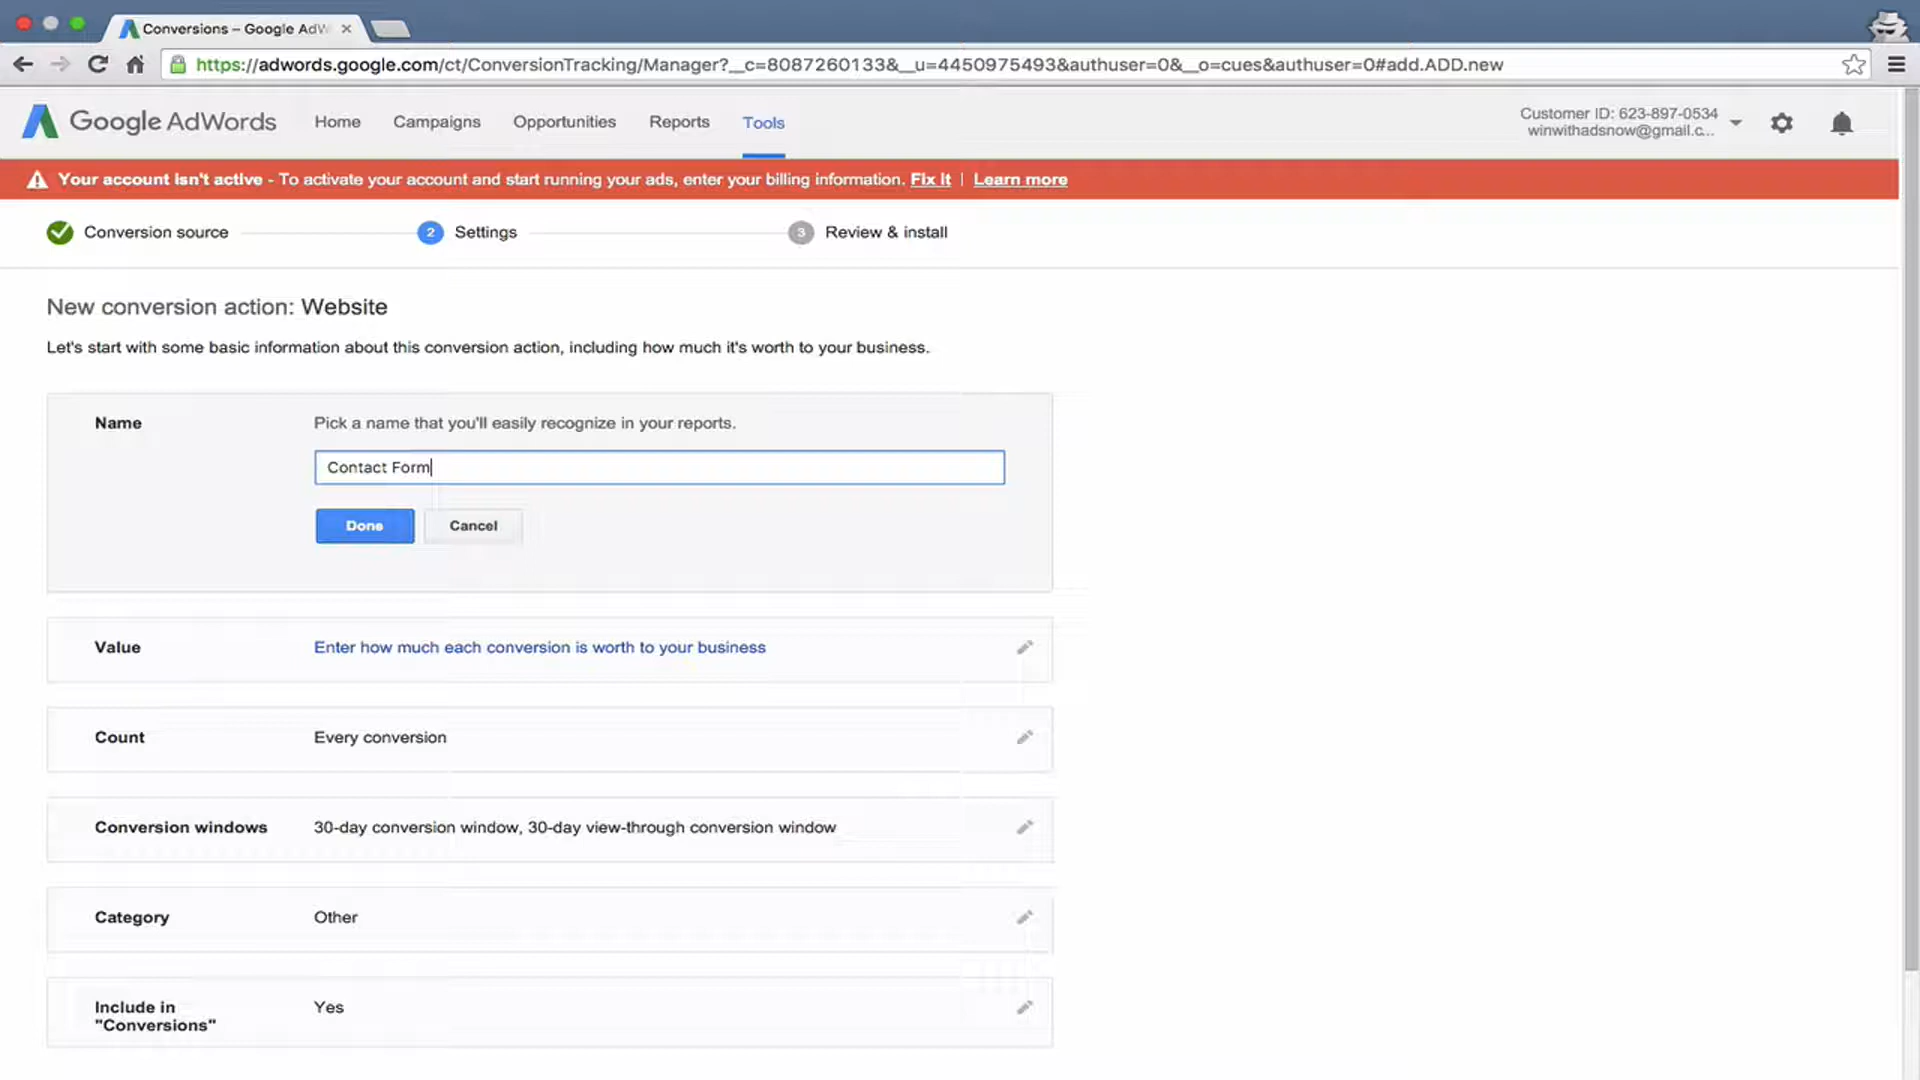 Conversions – Google AdW
https://adwords.google.com/ct/ConversionTracking/Manager?__c=8087260133&__u=4450975493&authuser=0&__o=cues&authuser=0#add.ADD.new
Google AdWords Home Campaigns Opportunities Reports Tools
Customer ID: 623-897-0534
winwithadsnow@gmail.c...
Your account isn't active - To activate your account and start running your ads, enter your billing information. Fix It | Learn more
Conversion source 2 Settings 3 Review & install
New conversion action: Website
Let's start with some basic information about this conversion action, including how much it's worth to your business.
Name Pick a name that you'll easily recognize in your reports.
Contact Form
Done Cancel
Value Enter how much each conversion is worth to your business
Count Every conversion
Conversion windows 30-day conversion window, 30-day view-through conversion window
Category Other
Include in Yes
"Conversions"